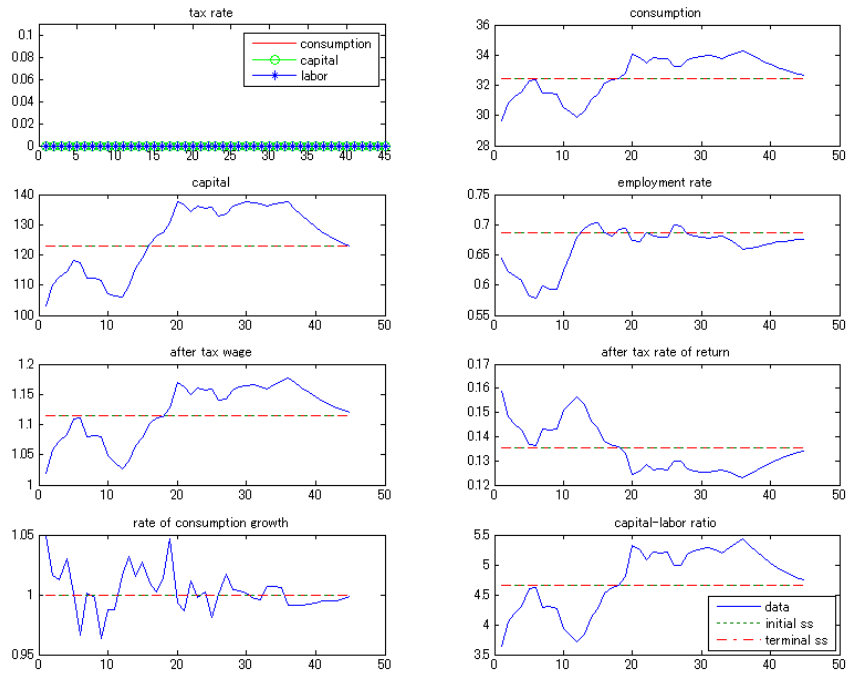 tax rate
0.1
0.08
0.06
0.04
0.02
0
0 5 10 15 20 25 30 35 40 45
consumption
capital
labor
consumption
36
34
32
30
28
0 10 20 30 40 50
capital
140
130
120
110
100
0 10 20 30 40 50
employment rate
0.75
0.7
0.65
0.6
0.55
0 10 20 30 40 50
after tax wage
1.2
1.15
1.1
1.05
1
0 10 20 30 40 50
after tax rate of return
0.17
0.16
0.15
0.14
0.13
0.12
0 10 20 30 40 50
rate of consumption growth
1.05
1
0.95
0 10 20 30 40 50
capital-labor ratio
5.5
5
4.5
4
3.5
0 10 20 30 40 50
data
initial ss
terminal ss